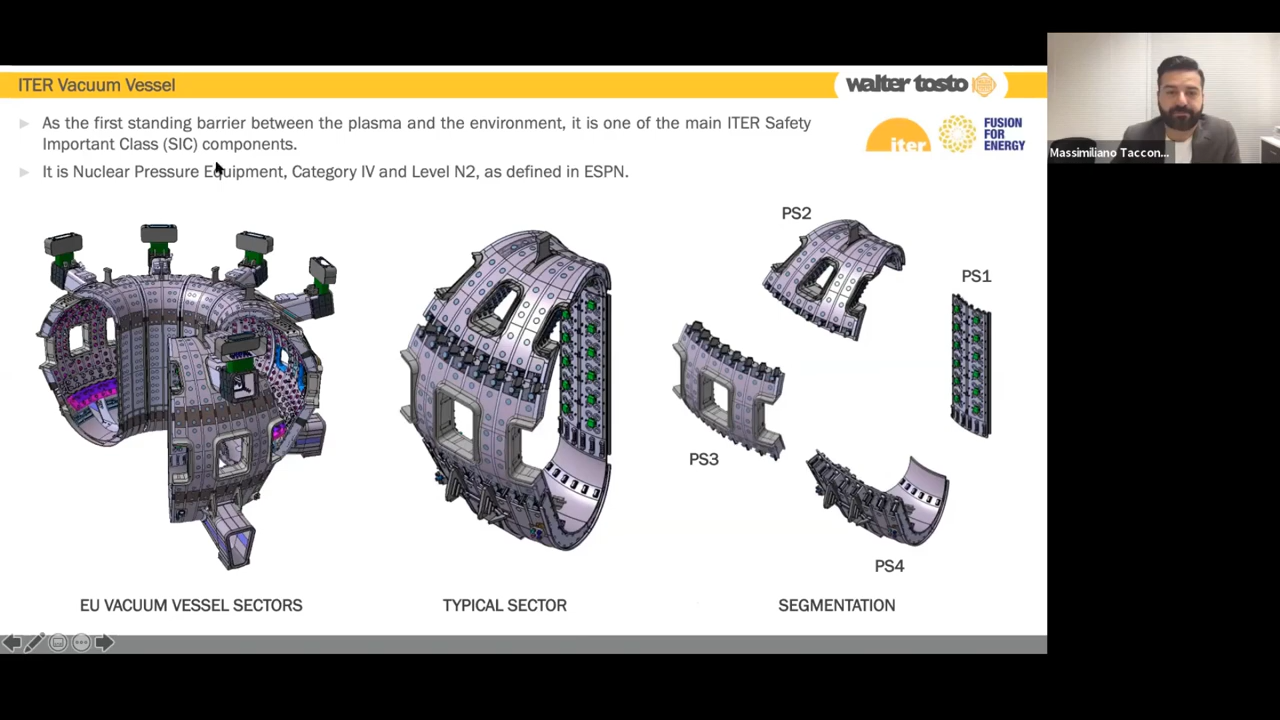 ITER Vacuum Vessel
walter tosto
As the first standing barrier between the plasma and the environment, it is one of the main ITER Safety
Important Class (SIC) components.
iter
FUSION
FOR
ENERGY
Massimiliano Taccon...
It is Nuclear Pressure Equipment, Category IV and Level N2, as defined in ESPN.
PS2
PS1
PS3
PS4
EU VACUUM VESSEL SECTORS
TYPICAL SECTOR
SEGMENTATION